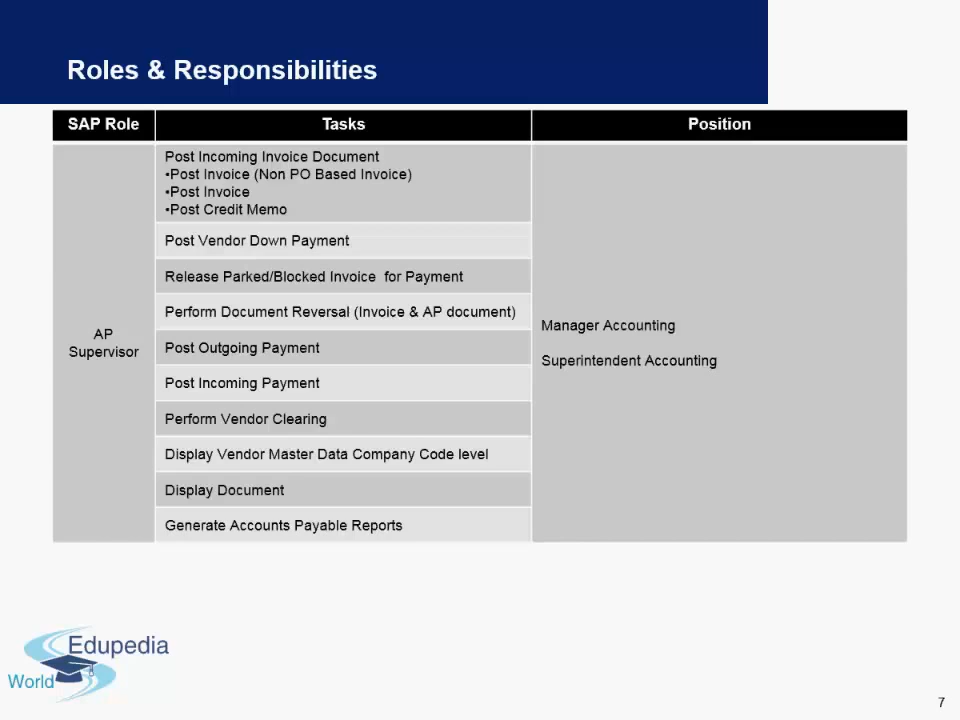 Roles & Responsibilities
SAP Role
Tasks
Position
AP
Supervisor
Post Incoming Invoice Document
•Post Invoice (Non PO Based Invoice)
•Post Invoice
•Post Credit Memo
Post Vendor Down Payment
Release Parked/Blocked Invoice for Payment
Perform Document Reversal (Invoice & AP document)
Post Outgoing Payment
Post Incoming Payment
Perform Vendor Clearing
Display Vendor Master Data Company Code level
Display Document
Generate Accounts Payable Reports
Manager Accounting
Superintendent Accounting
Edupedia
World
7